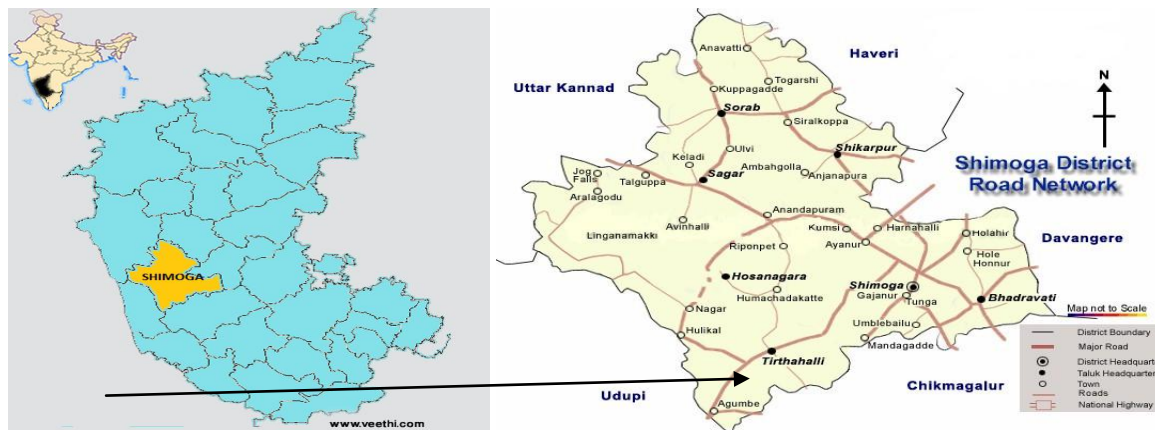 SHIMOGA
www.veethi.com
Anavatti
Haveri
Togarshi
N
Uttar Kannad
Kuppagadde
Sorab
Siralkoppa
Ulvi
Shikarpur
Keladi
Ambahgolla
Shimoga District
Road Network
Jog
Falls
Talguppa
Sagar
Anjanapura
Aralagodu
Anandapuram
Avinhalli
Kumsi
Harnahalli
Holahir
Linganamakki
Riponpet
Ayanur
Davangere
Hole
Honnur
Hosanagara
Shimoga
Humachadakatte
Gajanur
Tunga
Bhadravati
Nagar
Map not to Scale
Umblebailu
Hulikal
Mandagadde
Tirthahalli
Chikmagalur
Udupi
Agumbe
District Boundary
Major Road
District Headquarte
Taluk Headquarter
Town
Roads
National Highway